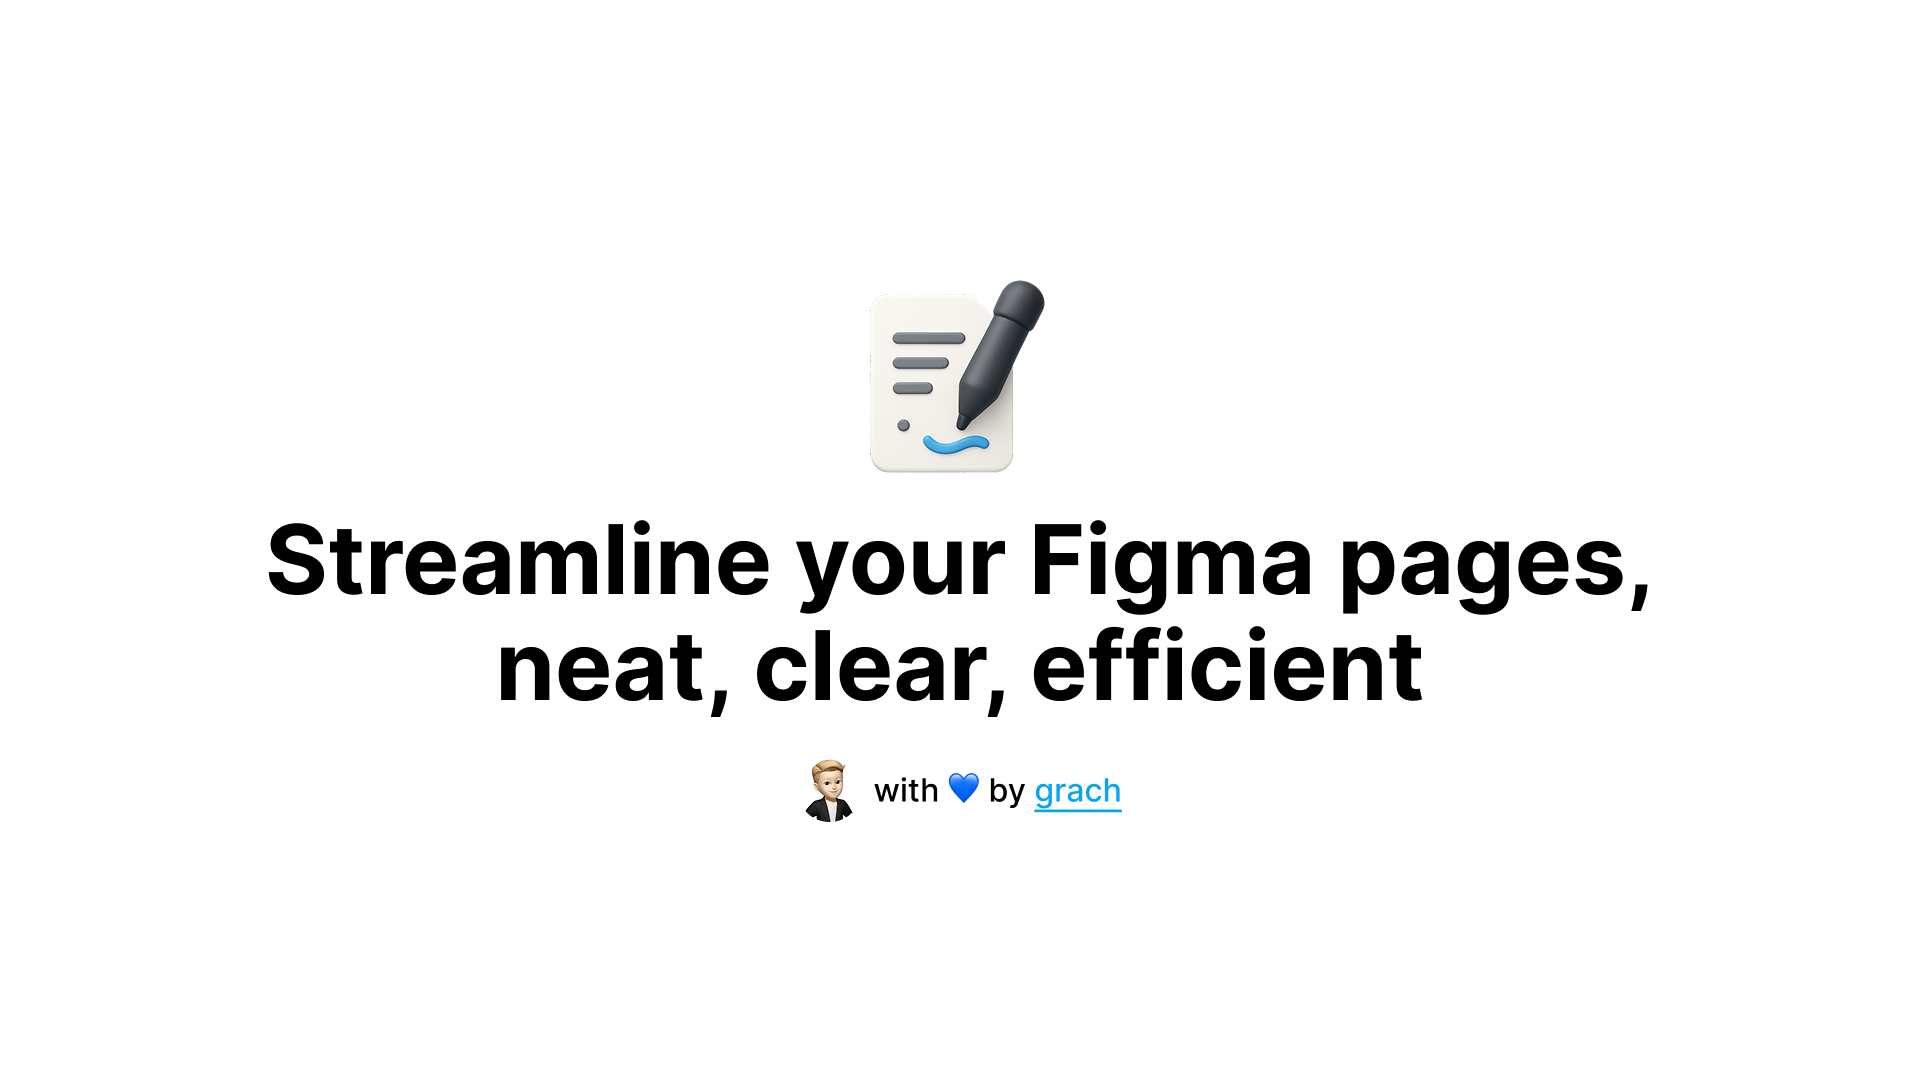 Streamline your Figma pages,
neat, clear, efficient
with 💙 by grach